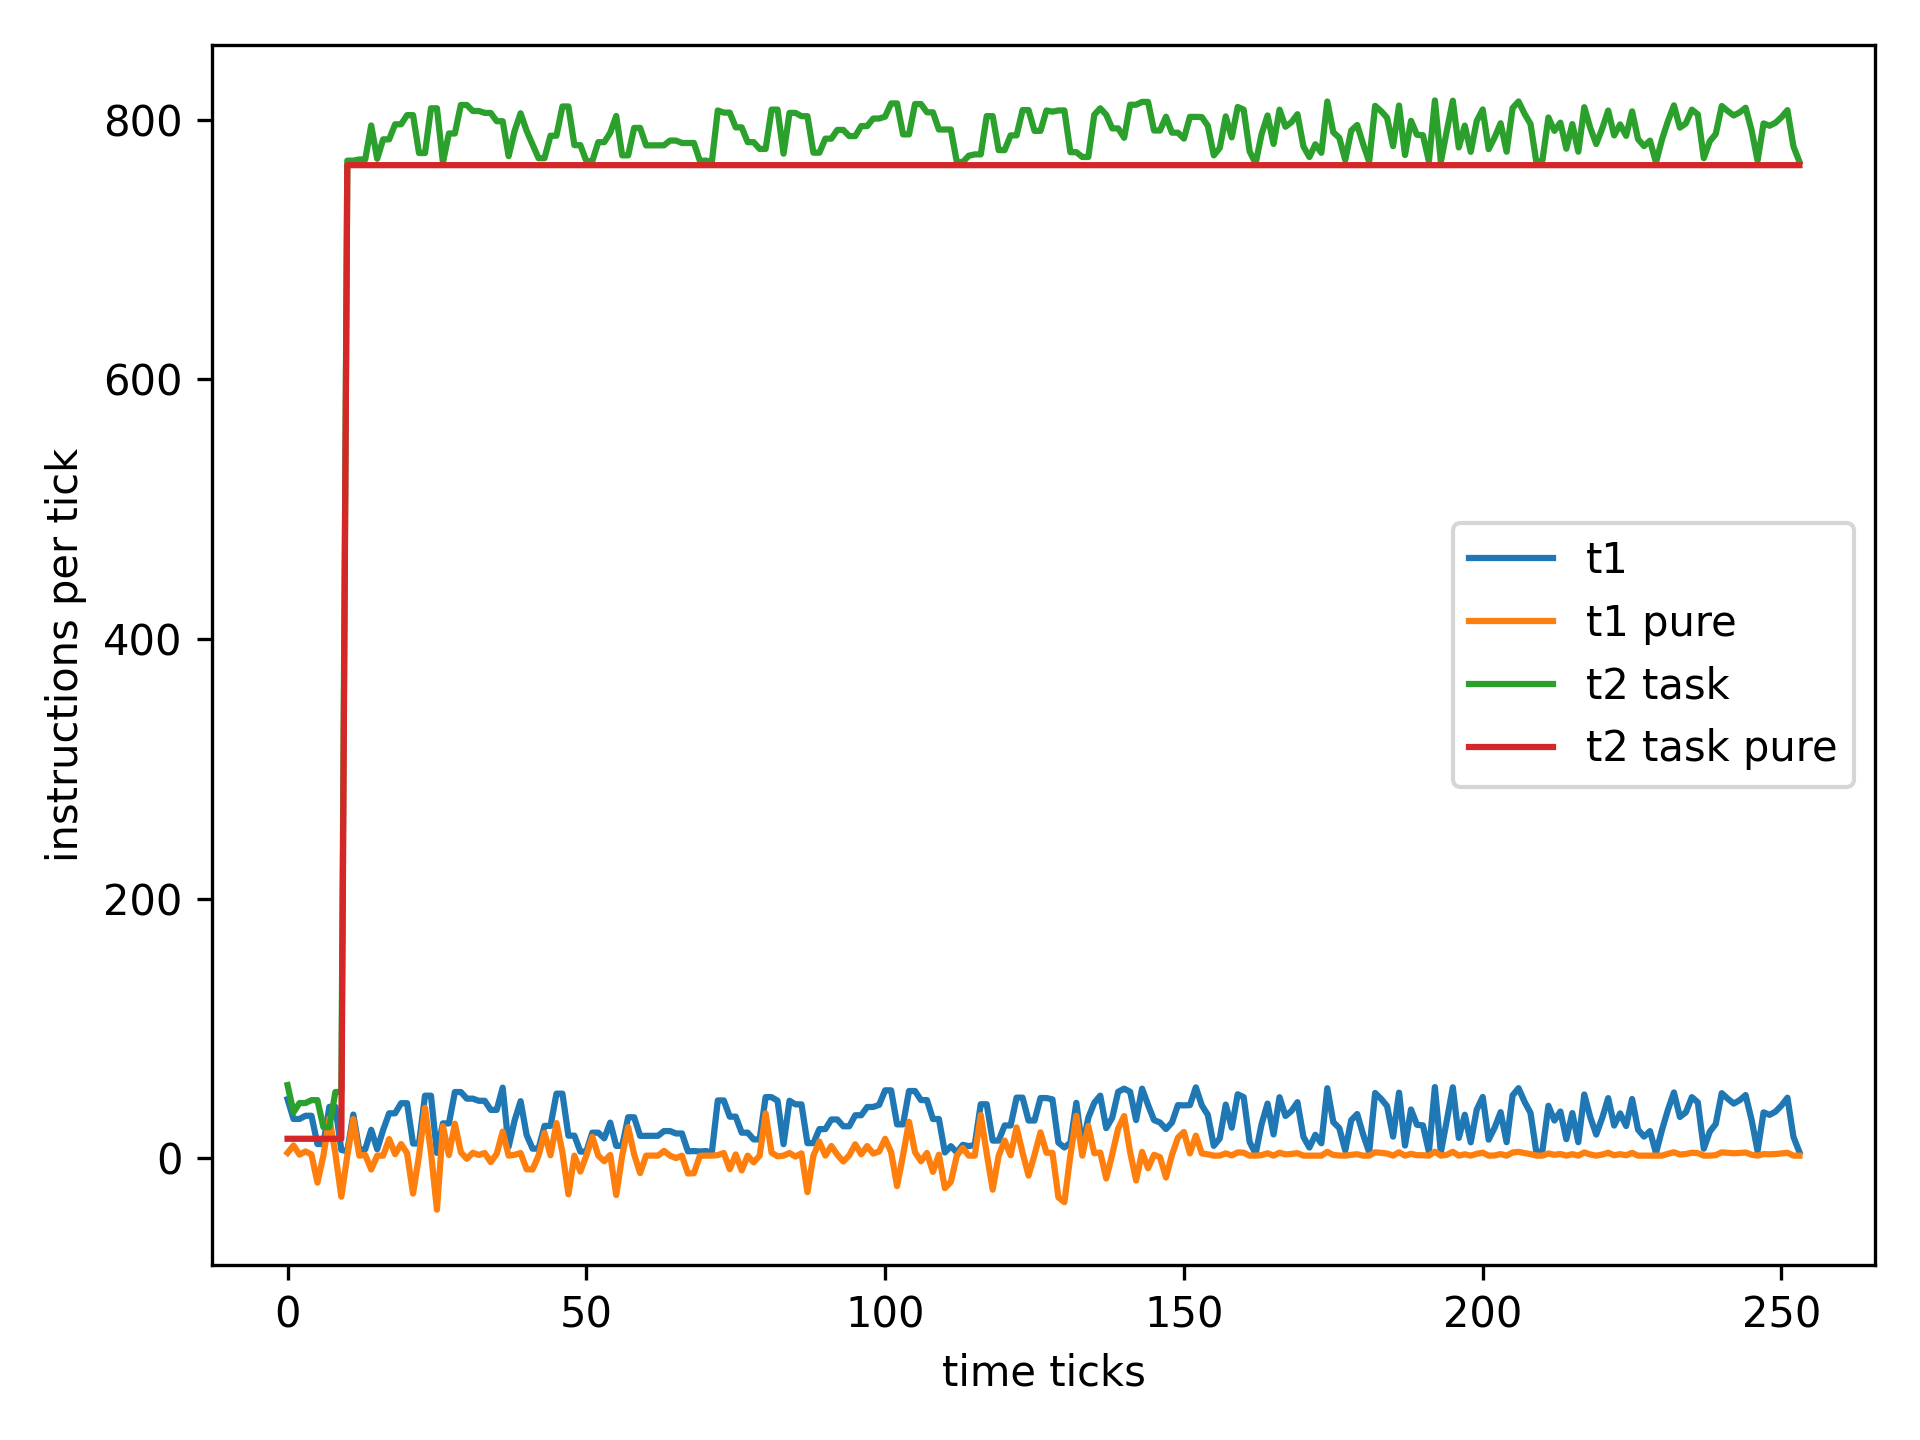 800
600
400
200
0
instructions per tick
0 50 100 150 200 250
time ticks
t1
t1 pure
t2 task
t2 task pure